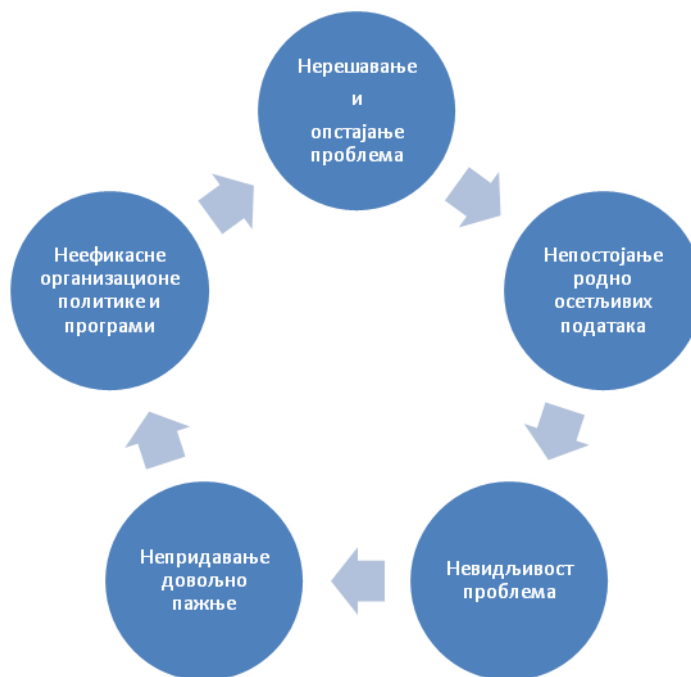 Нерешавање
и
опстајање
проблема
Непостојање
родно
осетљивих
података
Невидљивост
проблема
Непридавање
довољно
пажње
Неефикасне
организационе
политике и
програми